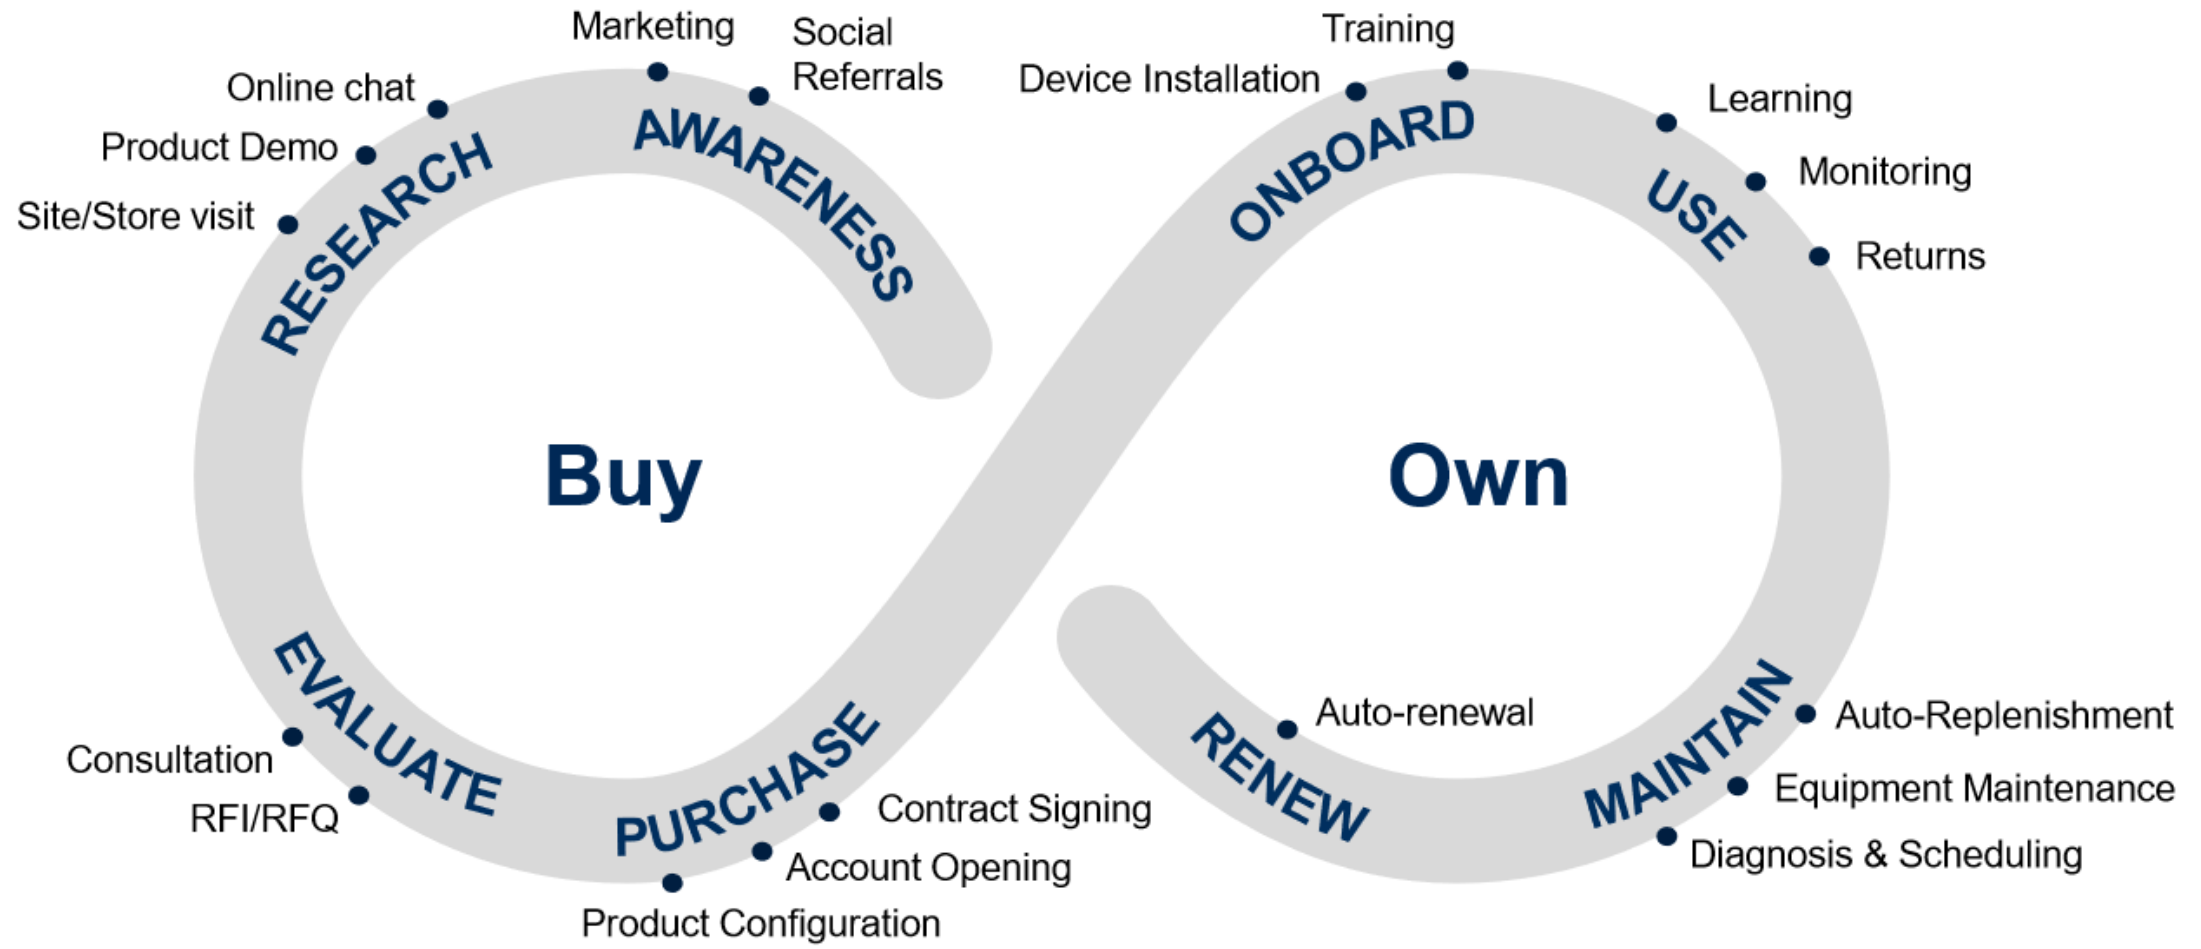 Marketing
Social
Referrals
Online chat
Product Demo
Site/Store visit
AWARENESS
RESEARCH
Buy
EVALUATE
Consultation
RFI/RFQ
PURCHASE
Contract Signing
Account Opening
Product Configuration
Training
Device Installation
ONBOARD
Learning
Monitoring
Returns
USE
Own
MAINTAIN
Auto-Replenishment
Equipment Maintenance
Diagnosis & Scheduling
Auto-renewal
RENEW